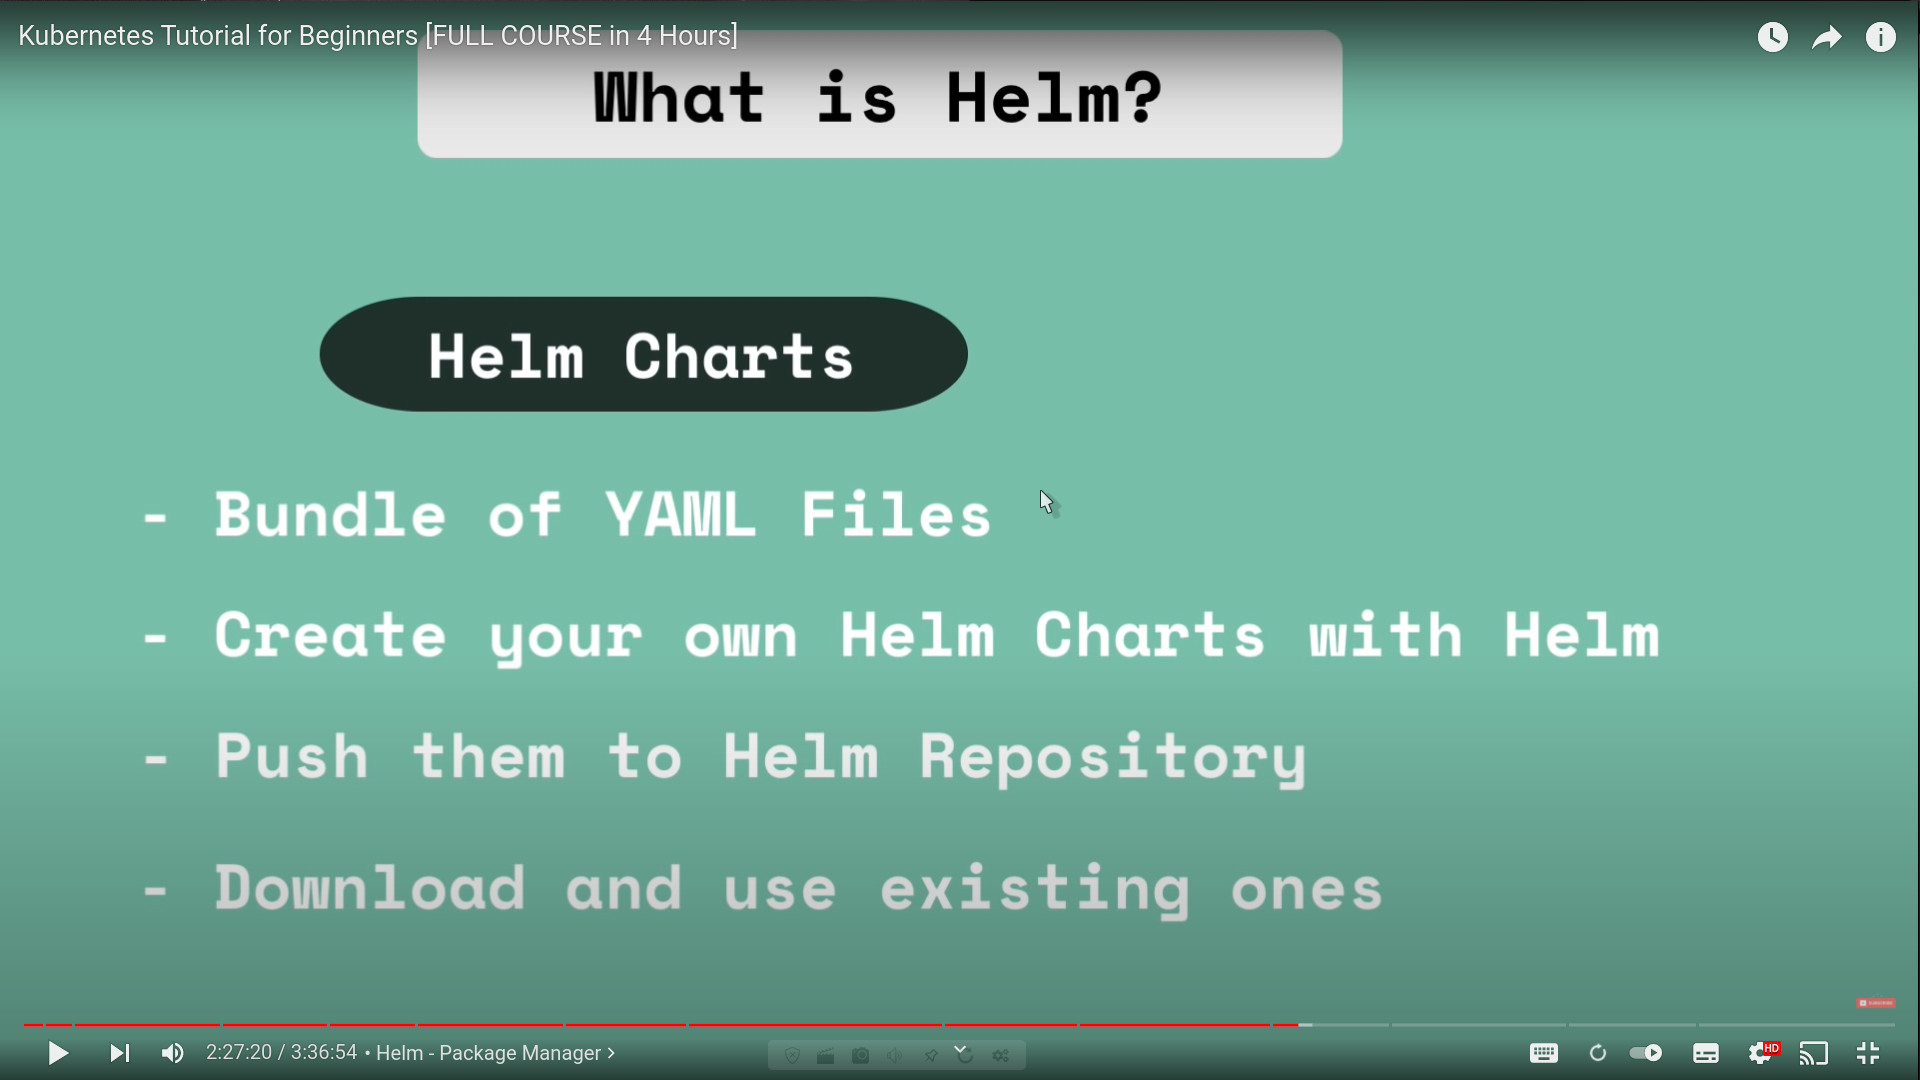 Kubernetes Tutorial for Beginners [FULL COURSE in 4 Hours]
What is Helm?
Helm Charts
- Bundle of YAML Files
- Create your own Helm Charts with Helm
- Push them to Helm Repository
- Download and use existing ones
SUBSCRIBE
2:27:20 / 3:36:54 • Helm - Package Manager >
HD